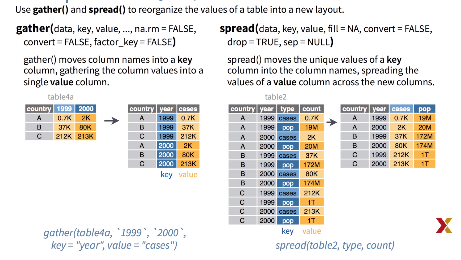 Use gather() and spread() to reorganize the values of a table into a new layout.
gather(data, key, value, ..., na.rm = FALSE,
convert = FALSE, factor_key = FALSE)
gather() moves column names into a key
column, gathering the column values into a
single value column.
table4a
country 1999 2000
A 0.7K 2K
B 37K 80K
C 212K 213K
country year cases
A 1999 0.7K
B 1999 37K
C 1999 212K
A 2000 2K
B 2000 80K
C 2000 213K
key value
gather(table4a, `1999`, `2000`,
key = "year", value = "cases")
spread(data, key, value, fill = NA, convert = FALSE,
drop = TRUE, sep = NULL)
spread() moves the unique values of a key
column into the column names, spreading the
values of a value column across the new columns.
table2
country year type count
A 1999 cases 0.7K
A 1999 pop 19M
A 2000 cases 2K
A 2000 pop 20M
B 1999 cases 37K
B 1999 pop 172M
B 2000 cases 80K
B 2000 pop 174M
C 1999 cases 212K
C 1999 pop 1T
C 2000 cases 213K
C 2000 pop 1T
key value
country year cases pop
A 1999 0.7K 19M
A 2000 2K 20M
B 1999 37K 172M
B 2000 80K 174M
C 1999 212K 1T
C 2000 213K 1T
spread(table2, type, count)